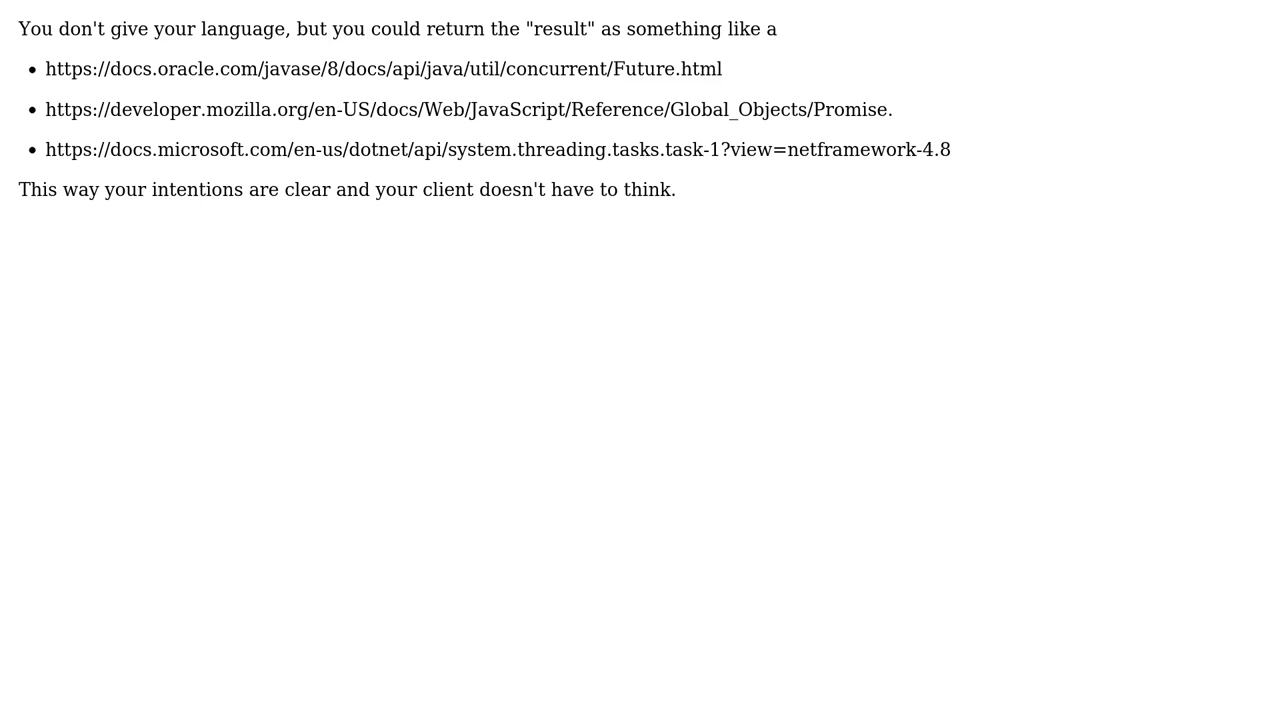 You don't give your language, but you could return the "result" as something like a
• https://docs.oracle.com/javase/8/docs/api/java/util/concurrent/Future.html
• https://developer.mozilla.org/en-US/docs/Web/JavaScript/Reference/Global_Objects/Promise.
• https://docs.microsoft.com/en-us/dotnet/api/system.threading.tasks.task-1?view=netframework-4.8
This way your intentions are clear and your client doesn't have to think.